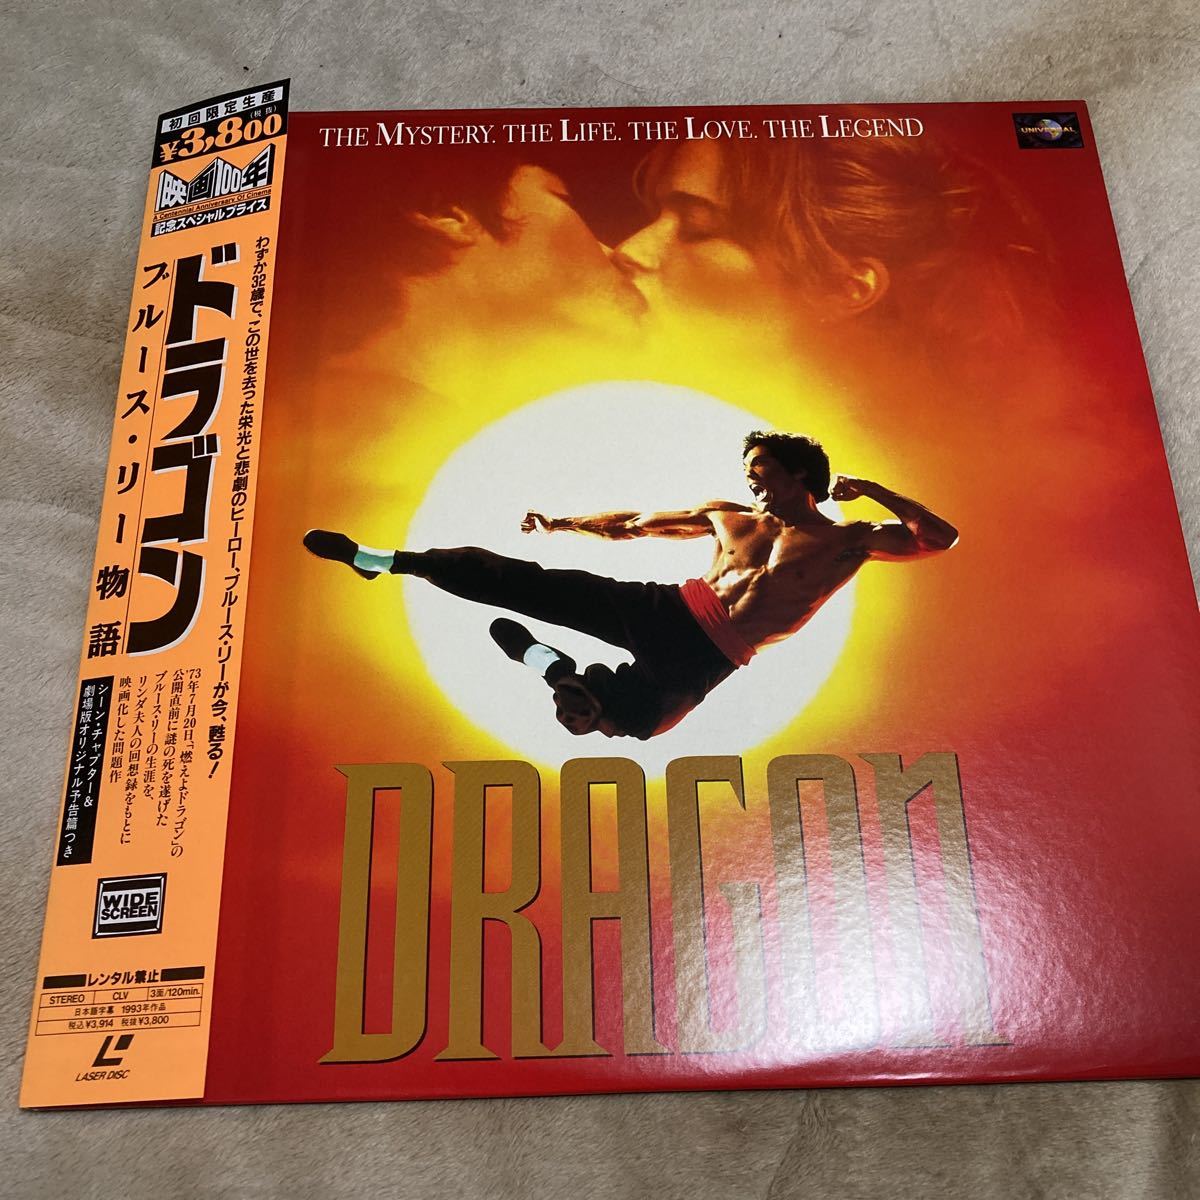 初回限定生産
¥3,800
(税抜)
映画100年
A Centennial Anniversary Of Cinema
記念スペシャルプライス
わずか32歳で、この世を去った栄光と悲劇のヒーロー、ブルース・リーが今、甦る!
ドラゴン
ブルース・リー物語
'73年7月20日、「燃えよドラゴン」の
公開直前に謎の死を遂げた
ブルース・リーの生涯を、
リンダ夫人の回想録をもとに
映画化した問題作
シーン・チャプター&
劇場版オリジナル予告篇つき
WIDE
SCREEN
レンタル禁止
STEREO CLV 3面/120min.
日本語字幕 1993年作品
税込¥3,914 税抜¥3,800
LASER DISC
THE MYSTERY. THE LIFE. THE LOVE. THE LEGEND
UNIVERSAL
DRAGON